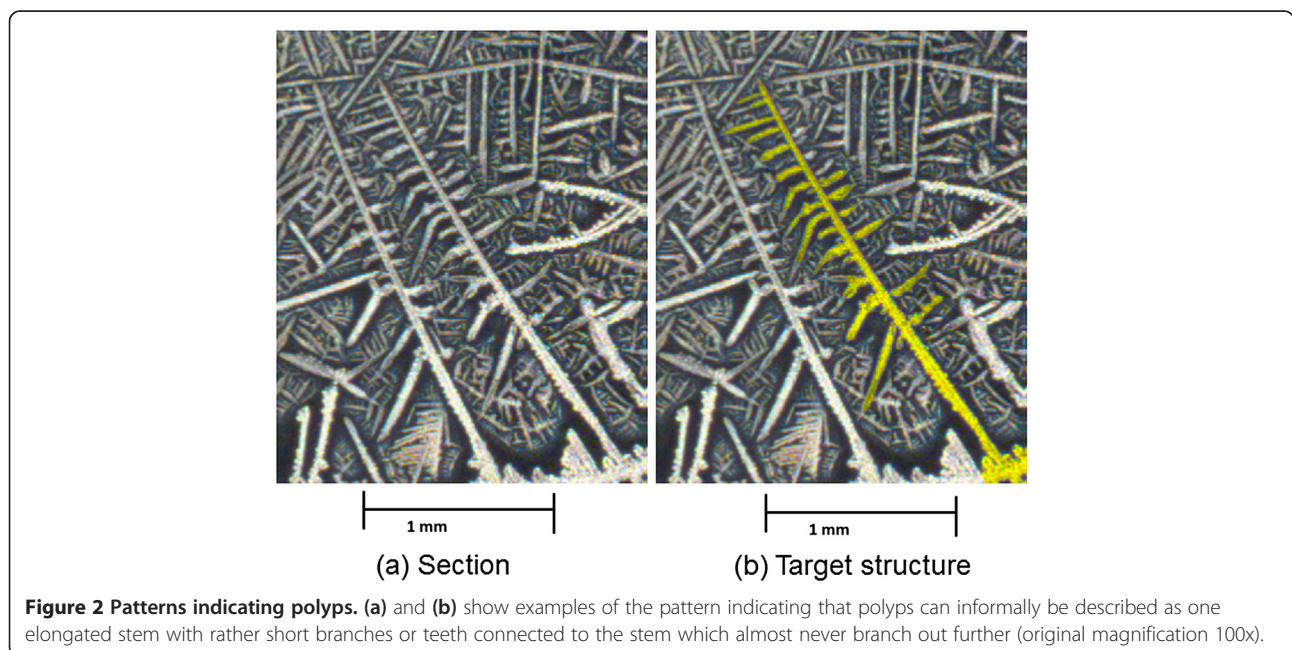 1 mm
1 mm
(a) Section
(b) Target structure
Figure 2 Patterns indicating polyps. (a) and (b) show examples of the pattern indicating that polyps can informally be described as one
elongated stem with rather short branches or teeth connected to the stem which almost never branch out further (original magnification 100x).